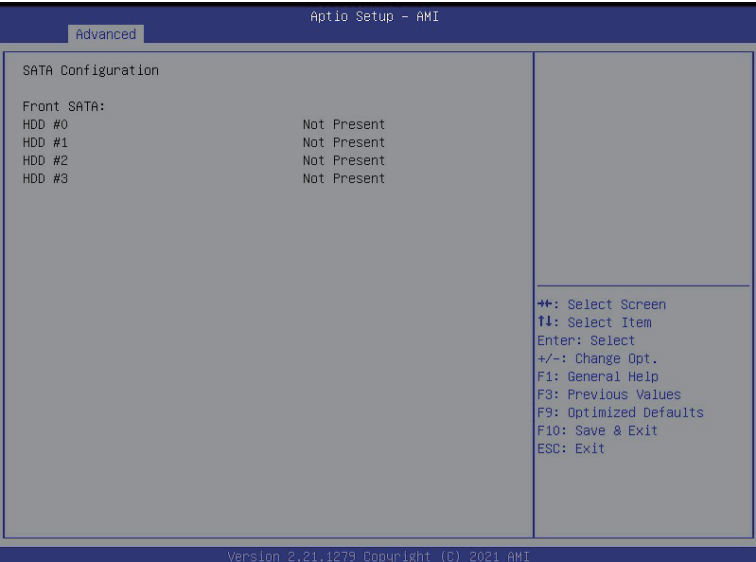 Aptio Setup – AMI
Advanced
SATA Configuration
Front SATA:
HDD #0 Not Present
HDD #1 Not Present
HDD #2 Not Present
HDD #3 Not Present
→←: Select Screen
↑↓: Select Item
Enter: Select
+/-: Change Opt.
F1: General Help
F3: Previous Values
F9: Optimized Defaults
F10: Save & Exit
ESC: Exit
Version 2.21.1279 Copyright (C) 2021 AMI